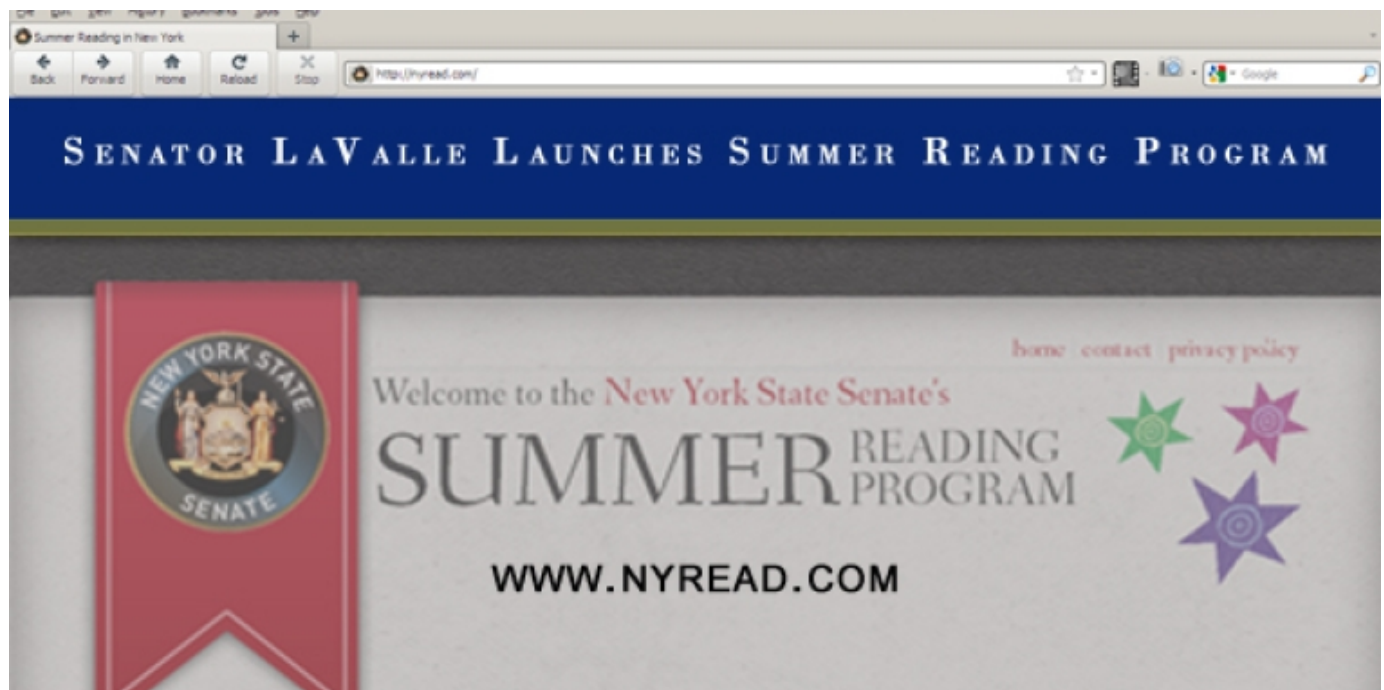 Summer Reading in New York
Back Forward Home Reload Stop
http://nyread.com/
Google
SENATOR LAVALLE LAUNCHES SUMMER READING PROGRAM
home contact privacy policy
NEW YORK STATE
SENATE
Welcome to the New York State Senate's
SUMMER READING
PROGRAM
WWW.NYREAD.COM